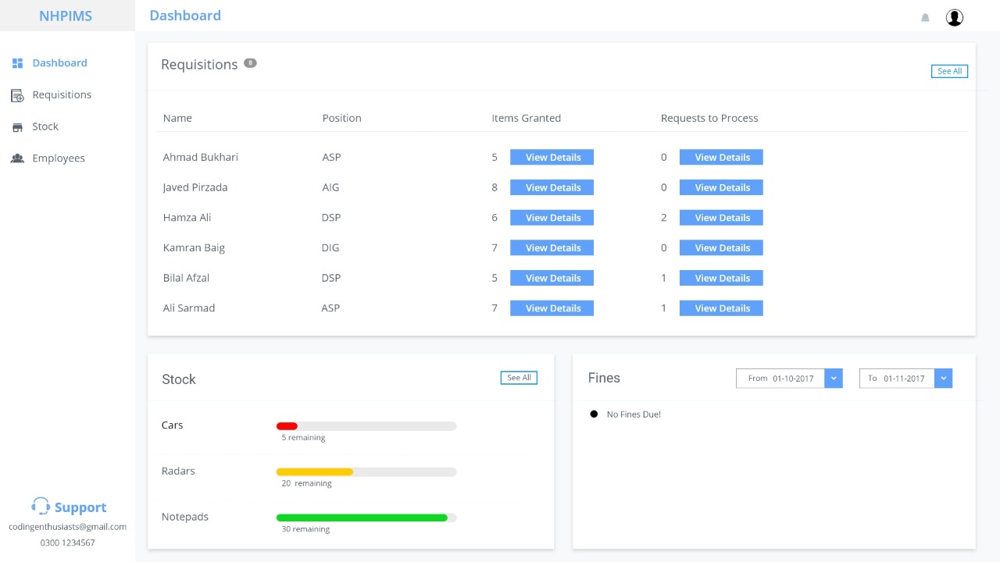 NHPIMS
Dashboard
Dashboard
Requisitions
Stock
Employees
Support
codingenthusiasts@gmail.com
0300 1234567
Requisitions 8
See All
Name Position Items Granted Requests to Process
Ahmad Bukhari ASP 5 View Details 0 View Details
Javed Pirzada AIG 8 View Details 0 View Details
Hamza Ali DSP 6 View Details 2 View Details
Kamran Baig DIG 7 View Details 0 View Details
Bilal Afzal DSP 5 View Details 1 View Details
Ali Sarmad ASP 7 View Details 1 View Details
Stock See All
Cars
5 remaining
Radars
20 remaining
Notepads
30 remaining
Fines From 01-10-2017 To 01-11-2017
No Fines Due!